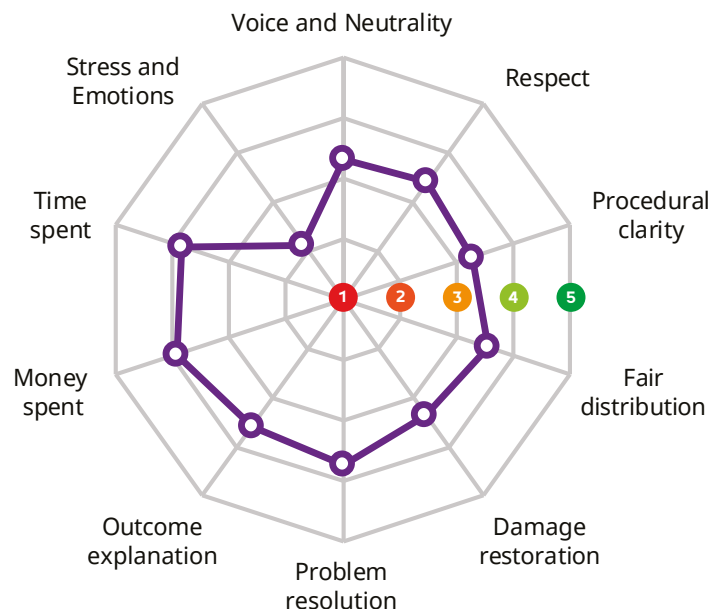 Voice and Neutrality
Stress and
Emotions
Respect
Time
spent
Procedural
clarity
1
2
3
4
5
Money
spent
Fair
distribution
Outcome
explanation
Damage
restoration
Problem
resolution